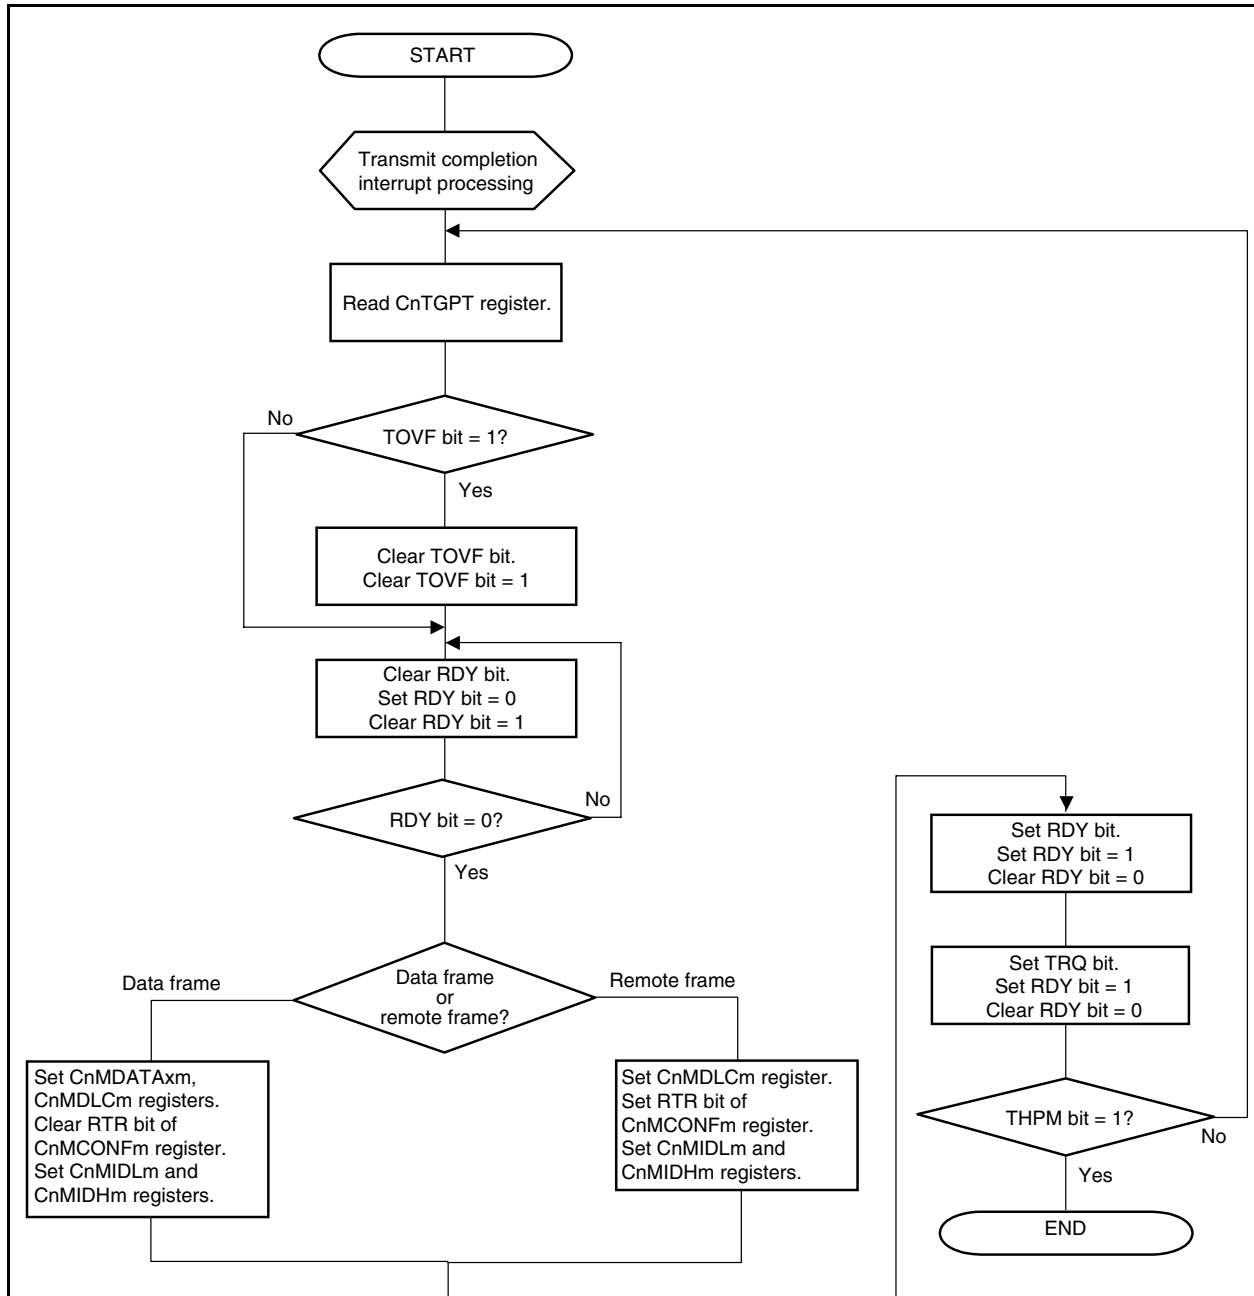 START
Transmit completion
interrupt processing
Read CnTGPT register.
No
TOVF bit = 1?
Yes
Clear TOVF bit.
Clear TOVF bit = 1
Clear RDY bit.
Set RDY bit = 0
Clear RDY bit = 1
No
RDY bit = 0?
Yes
Data frame
Data frame
or
remote frame?
Remote frame
Set CnMDATAxm,
CnMDLCm registers.
Clear RTR bit of
CnMCONFm register.
Set CnMIDLm and
CnMIDHm registers.
Set CnMDLCm register.
Set RTR bit of
CnMCONFm register.
Set CnMIDLm and
CnMIDHm registers.
Set RDY bit.
Set RDY bit = 1
Clear RDY bit = 0
Set TRQ bit.
Set RDY bit = 1
Clear RDY bit = 0
THPM bit = 1?
No
Yes
END